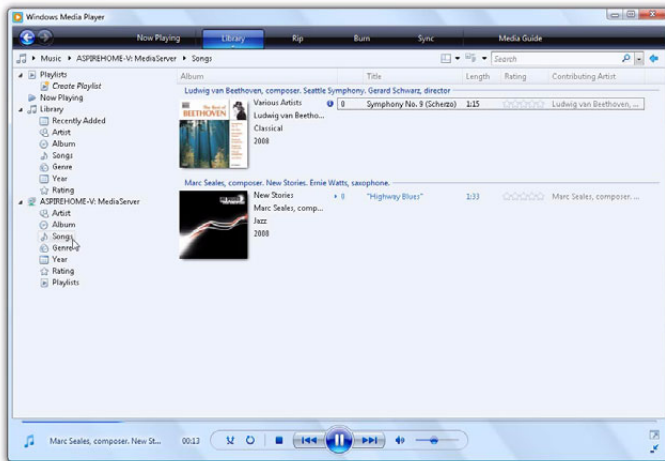 Windows Media Player
Now Playing Library Rip Burn Sync Media Guide
Music ▸ ASPIREHOME-V: MediaServer ▸ Songs
Search
Playlists
Create Playlist
Now Playing
Library
Recently Added
Artist
Album
Songs
Genre
Year
Rating
ASPIREHOME-V: MediaServer
Artist
Album
Songs
Genre
Year
Rating
Playlists
Album Title Length Rating Contributing Artist
Ludwig van Beethoven, composer. Seattle Symphony. Gerard Schwarz, director
The Best of
BEETHOVEN
Various Artists 0 Symphony No. 9 (Scherzo) 1:15 Ludwig van Beethoven, ...
Ludwig van Beetho...
Classical
2008
Marc Seales, composer. New Stories. Ernie Watts, saxophone.
New Stories 0 "Highway Blues" 1:33 Marc Seales, composer. ...
Marc Seales, comp...
Jazz
2008
Marc Seales, composer. New St... 00:13